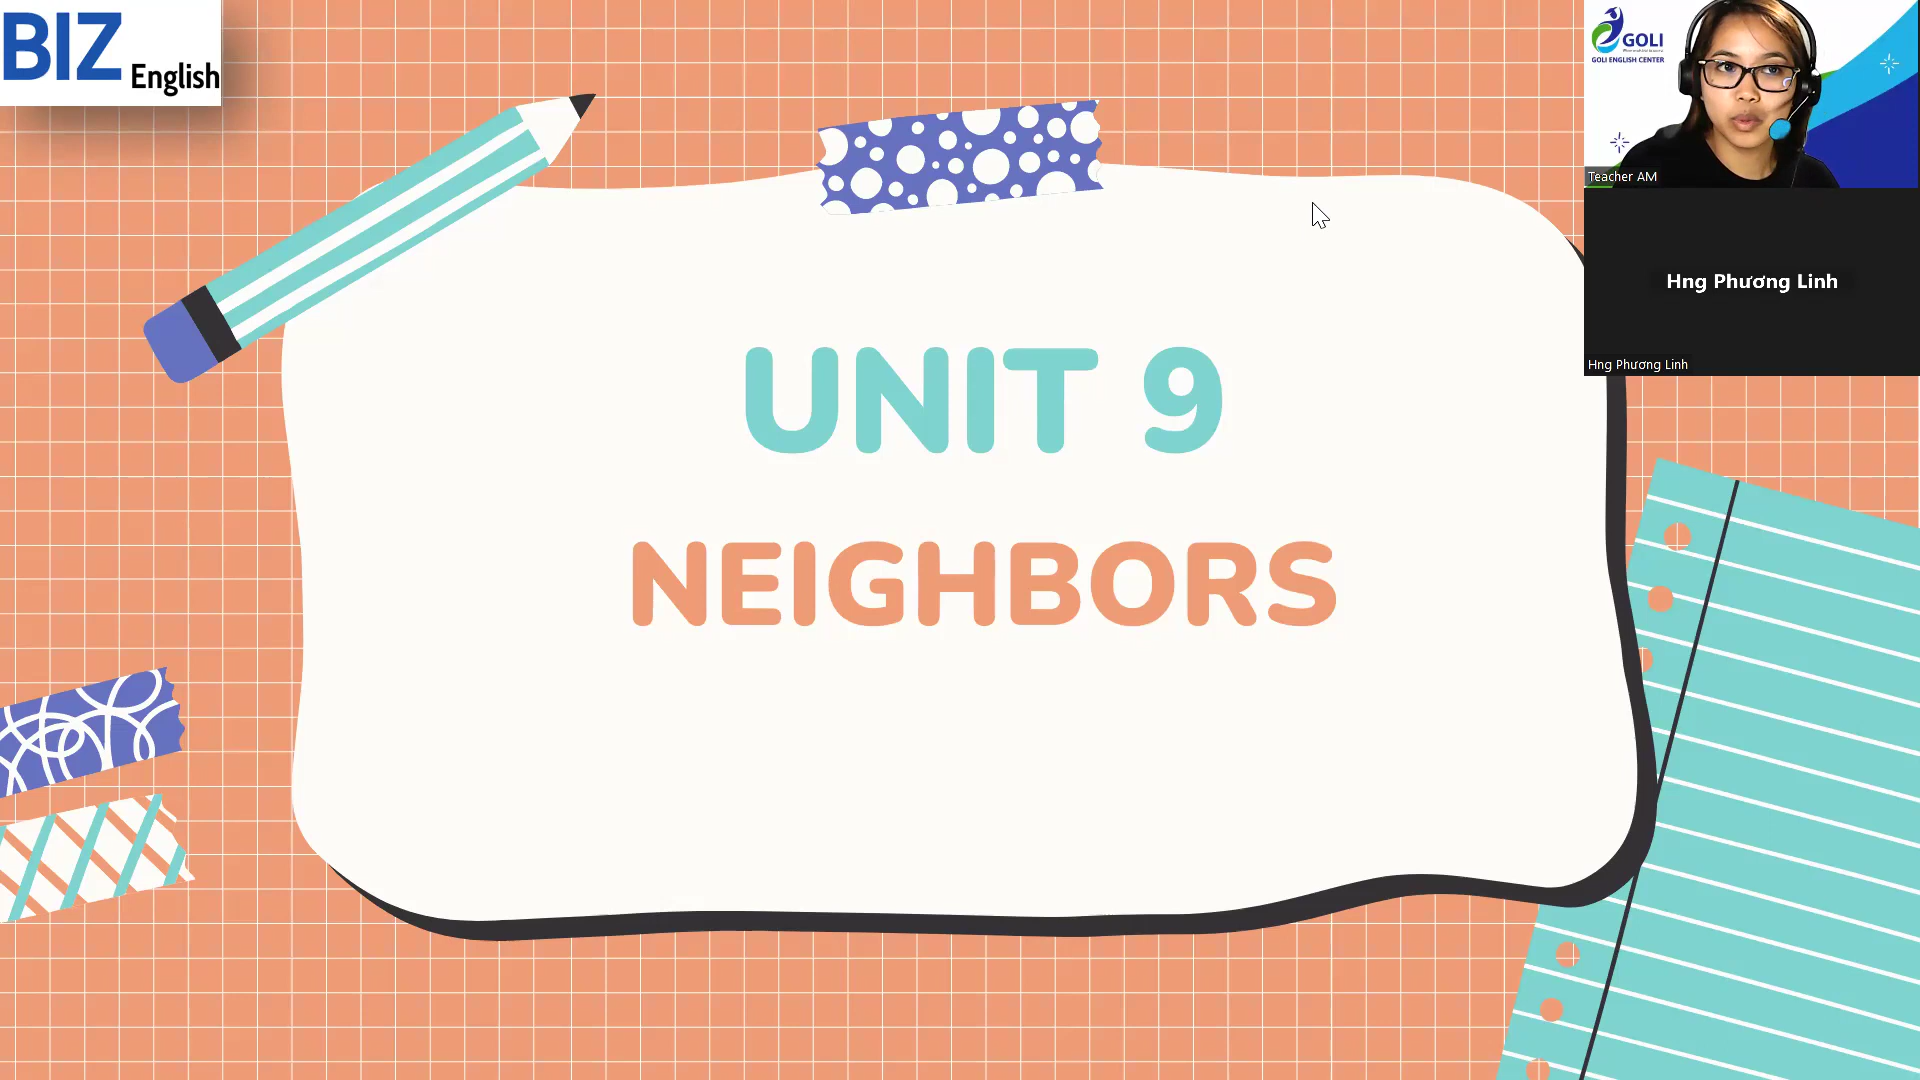 BIZ
English
GOLI
GOLI ENGLISH CENTER
Teacher AM
Hng Phương Linh
Hng Phương Linh
UNIT 9
NEIGHBORS